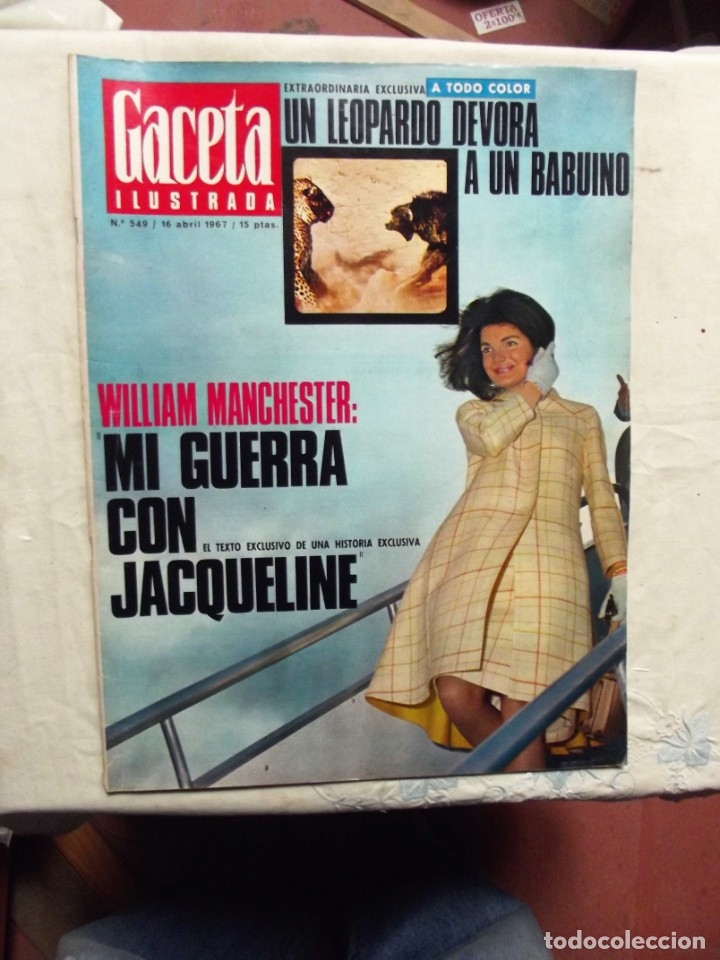 OFERTA
2x100
Gaceta
ILUSTRADA
N.º 549 / 16 abril 1967 / 15 ptas.
EXTRAORDINARIA EXCLUSIVA A TODO COLOR
UN LEOPARDO DEVORA
A UN BABUINO
WILLIAM MANCHESTER:
"MI GUERRA
CON
EL TEXTO EXCLUSIVO DE UNA HISTORIA EXCLUSIVA
JACQUELINE"
todocoleccion